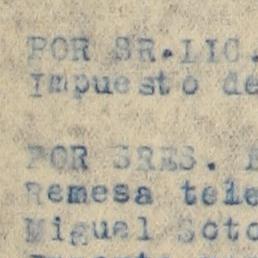 POR SR.LIC.
Impuesto de
POR SRES.
Remesa tele
Miguel Soto